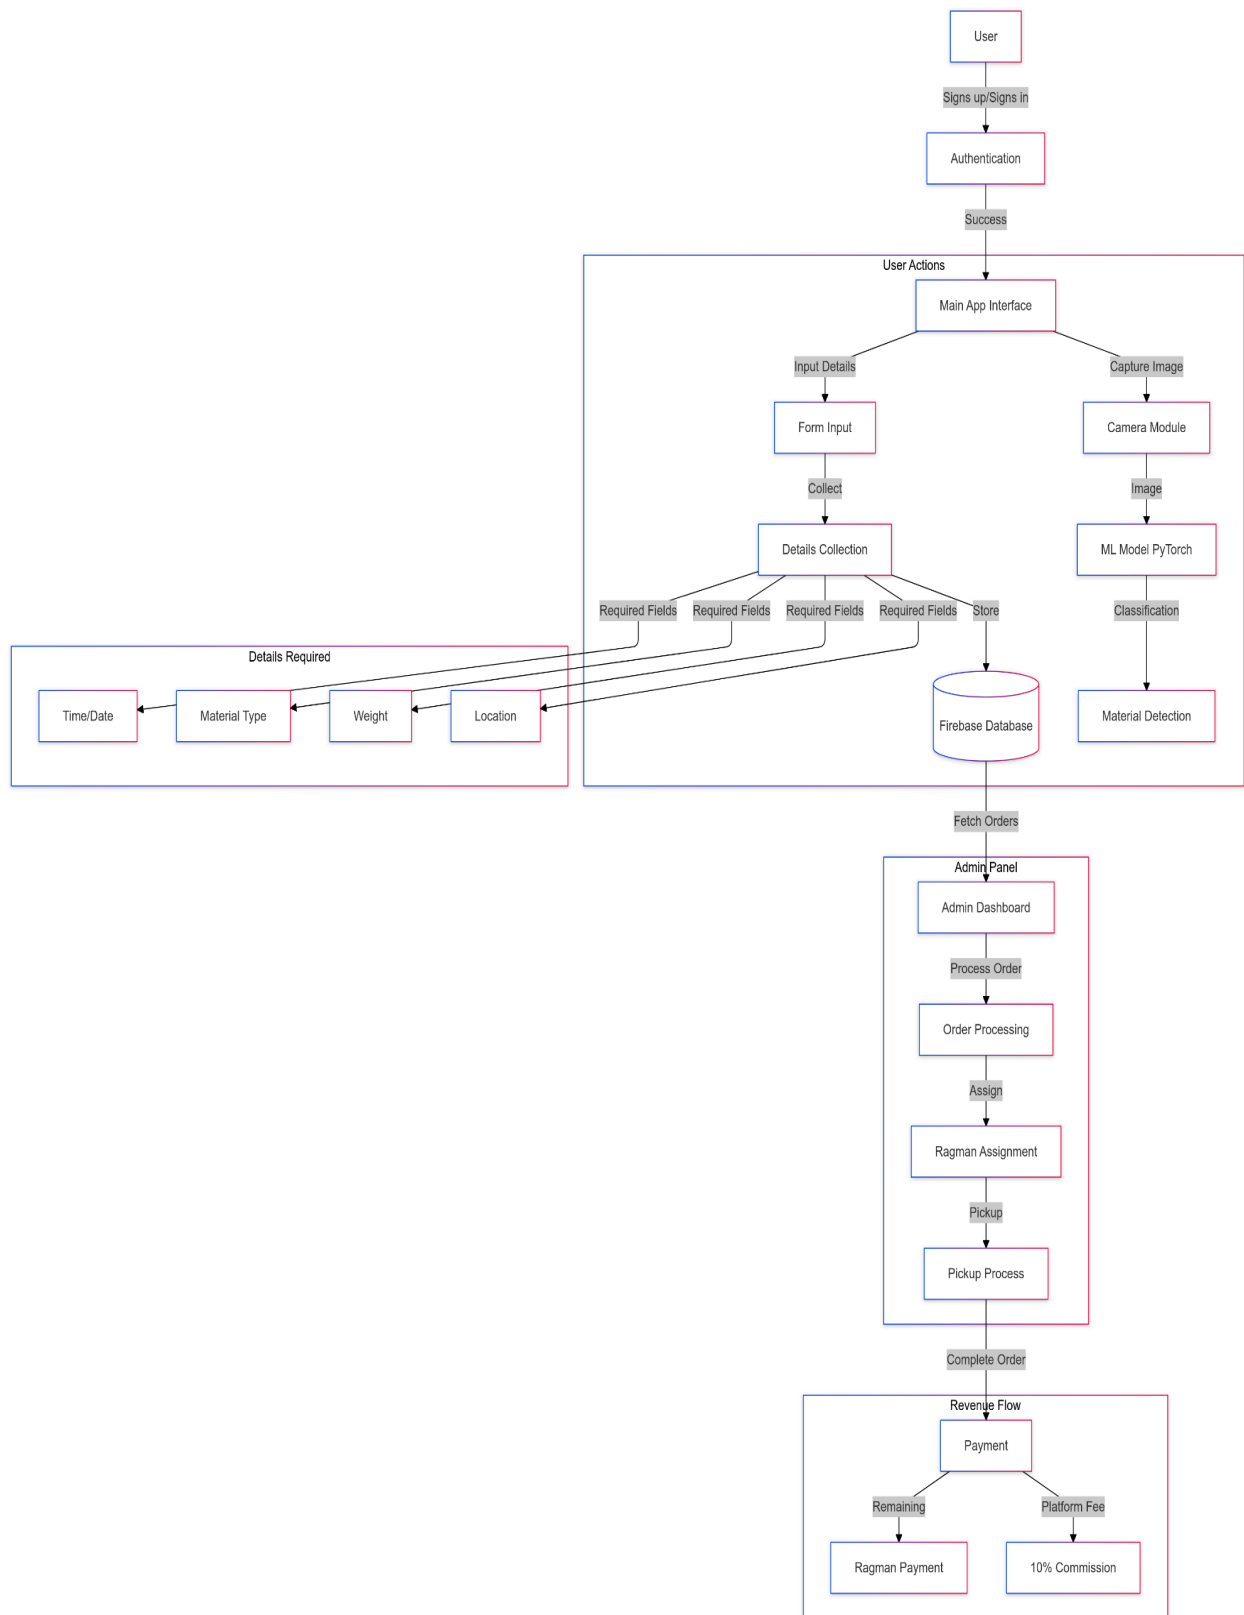 User
Signs up/Signs in
Authentication
Success
User Actions
Main App Interface
Input Details
Capture Image
Form Input
Camera Module
Collect
Image
Details Collection
ML Model PyTorch
Required Fields
Required Fields
Required Fields
Required Fields
Store
Classification
Details Required
Time/Date
Material Type
Weight
Location
Firebase Database
Material Detection
Fetch Orders
Admin Panel
Admin Dashboard
Process Order
Order Processing
Assign
Ragman Assignment
Pickup
Pickup Process
Complete Order
Revenue Flow
Payment
Remaining
Platform Fee
Ragman Payment
10% Commission